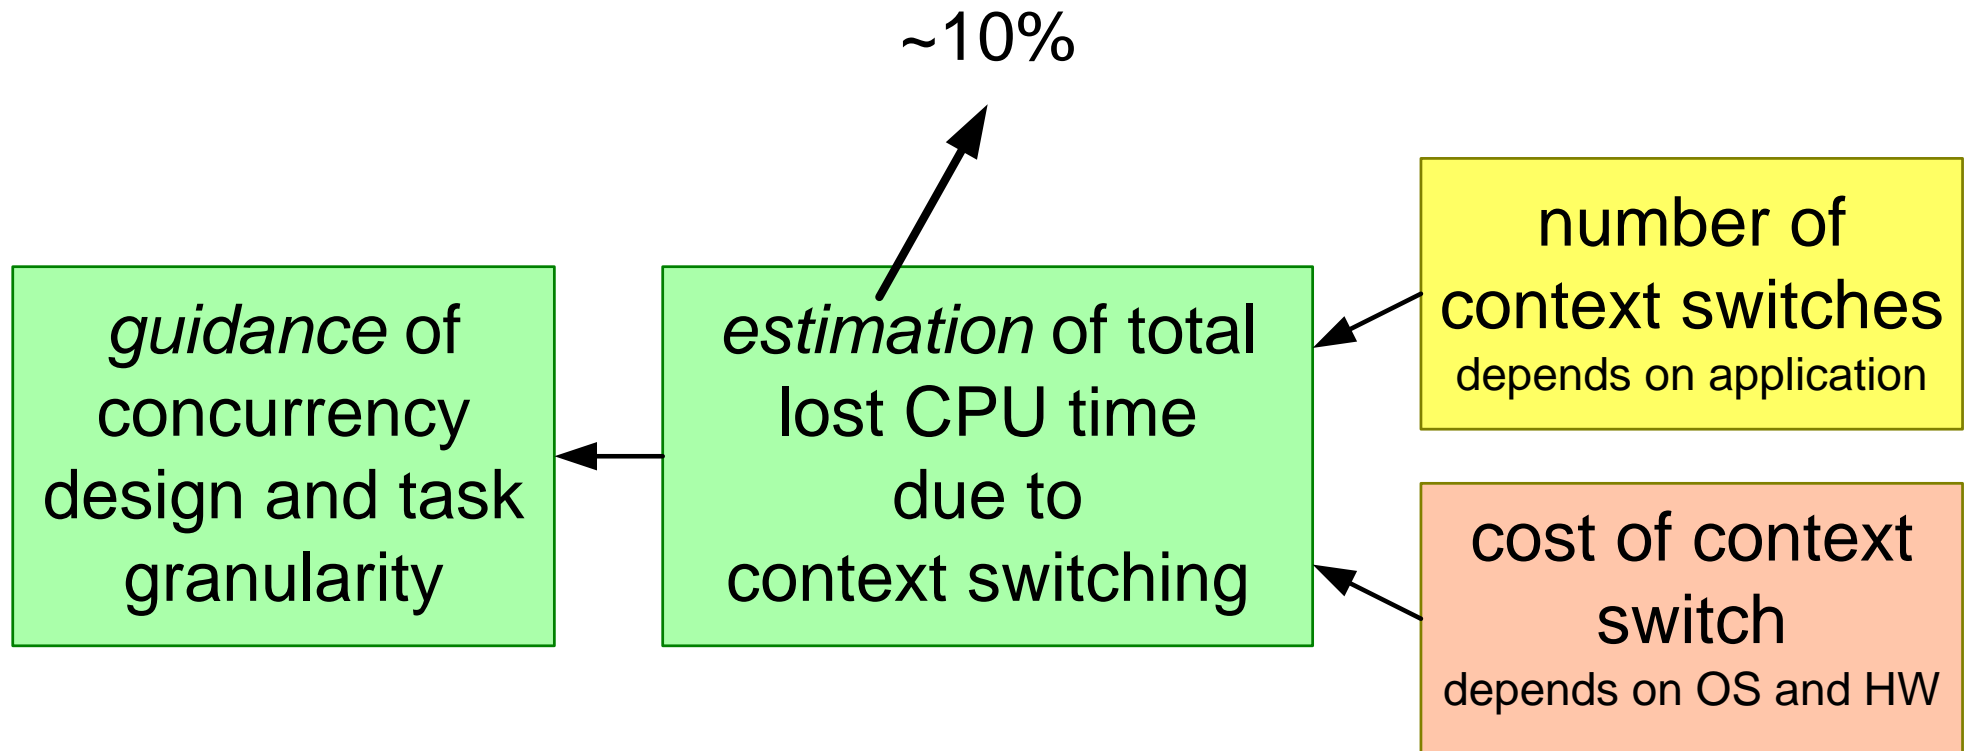 ~10%
guidance of
concurrency
design and task
granularity
estimation of total
lost CPU time
due to
context switching
number of
context switches
depends on application
cost of context
switch
depends on OS and HW